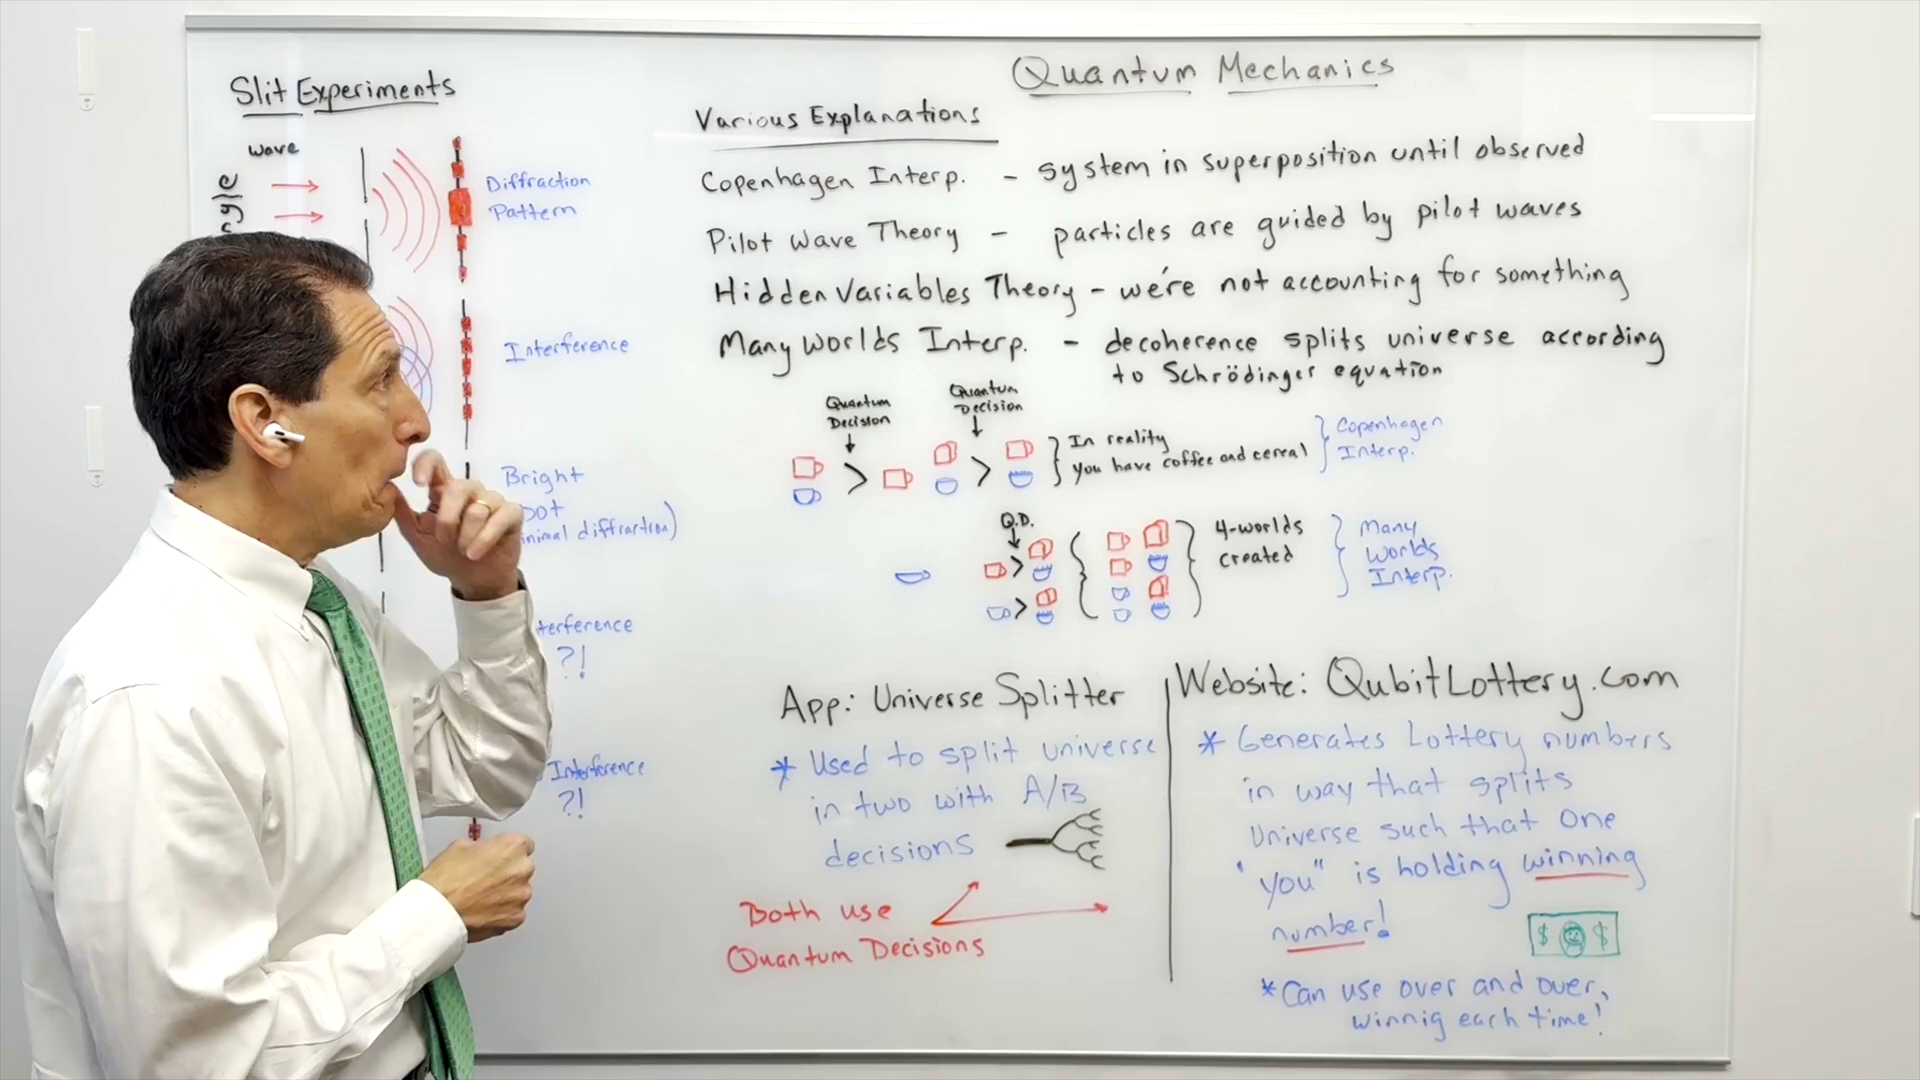 Quantum Mechanics
Slit Experiments
wave
Diffraction
Pattern
Interference
Bright
Interference
?!
Various Explanations
Copenhagen Interp. - system in superposition until observed
Pilot Wave Theory - particles are guided by pilot waves
Hidden Variables Theory - we're not accounting for something
Many Worlds Interp. - decoherence splits universe according
to Schrödinger equation
Quantum
Decision
Quantum
Decision
In reality
you have coffee and cereal
Copenhagen
Interp.
Q.D.
4-worlds
created
Many
Worlds
Interp.
App: Universe Splitter
* Used to split universe
in two with A/B
decisions
Both use
Quantum Decisions
Website: QubitLottery.com
* Generates Lottery numbers
in way that splits
Universe such that one
"you" is holding winning
number!
$ $
* Can use over and over,
winnig each time!